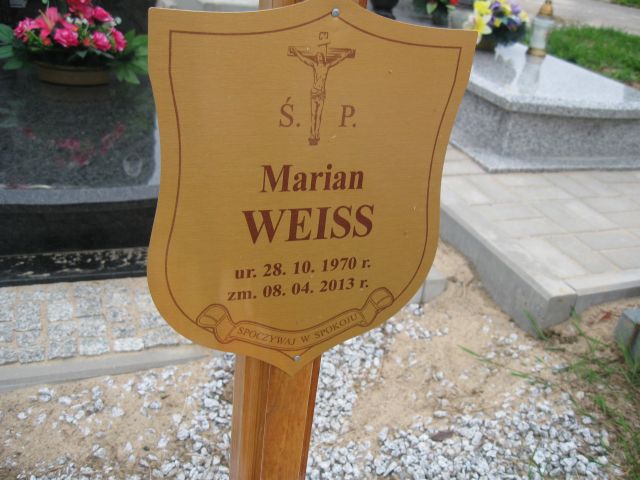 Ś. P.
Marian
WEISS
ur. 28. 10. 1970 r.
zm. 08. 04. 2013 r.
SPOCZYWAJ W SPOKOJU